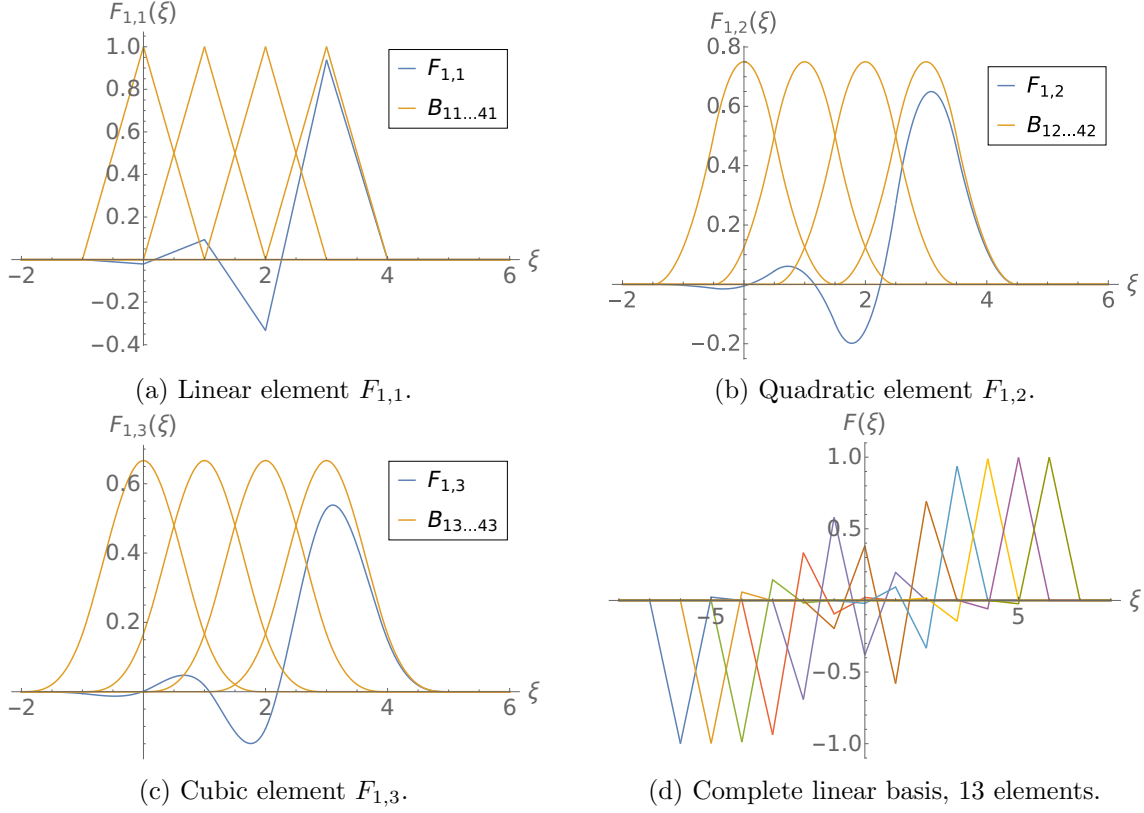 F₁,₁(ξ)
1.0
0.8
0.6
0.4
0.2
−0.2
−0.4
−2
0
2
4
6
ξ
F₁,₁
B₁₁...₄₁
(a) Linear element F₁,₁.
F₁,₂(ξ)
0.8
0.6
0.4
0.2
−0.2
−2
0
2
4
6
ξ
F₁,₂
B₁₂...₄₂
(b) Quadratic element F₁,₂.
F₁,₃(ξ)
0.6
0.4
0.2
−2
0
2
4
6
ξ
F₁,₃
B₁₃...₄₃
(c) Cubic element F₁,₃.
F(ξ)
1.0
0.5
−0.5
−1.0
−5
5
ξ
(d) Complete linear basis, 13 elements.